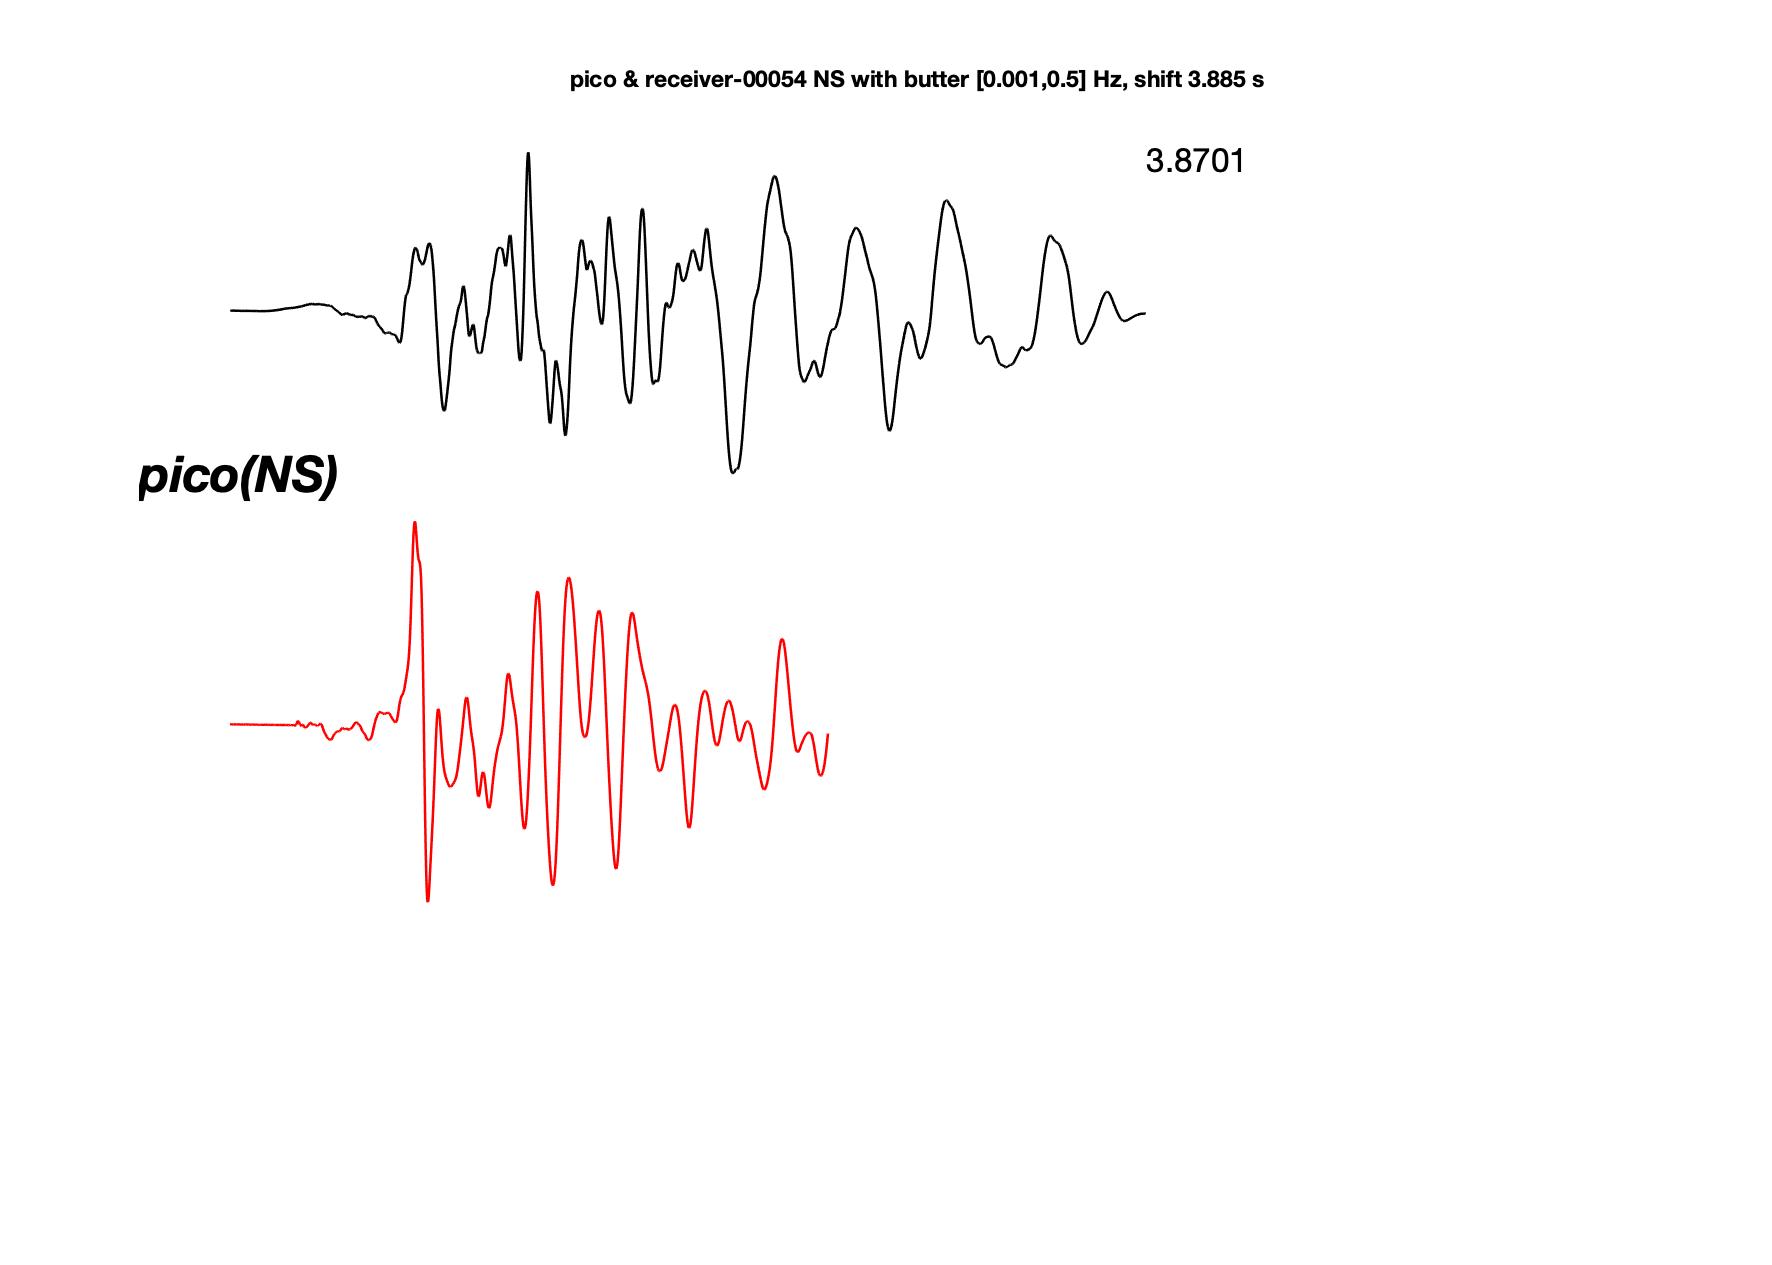 pico & receiver-00054 NS with butter [0.001,0.5] Hz, shift 3.885 s
3.8701
pico(NS)